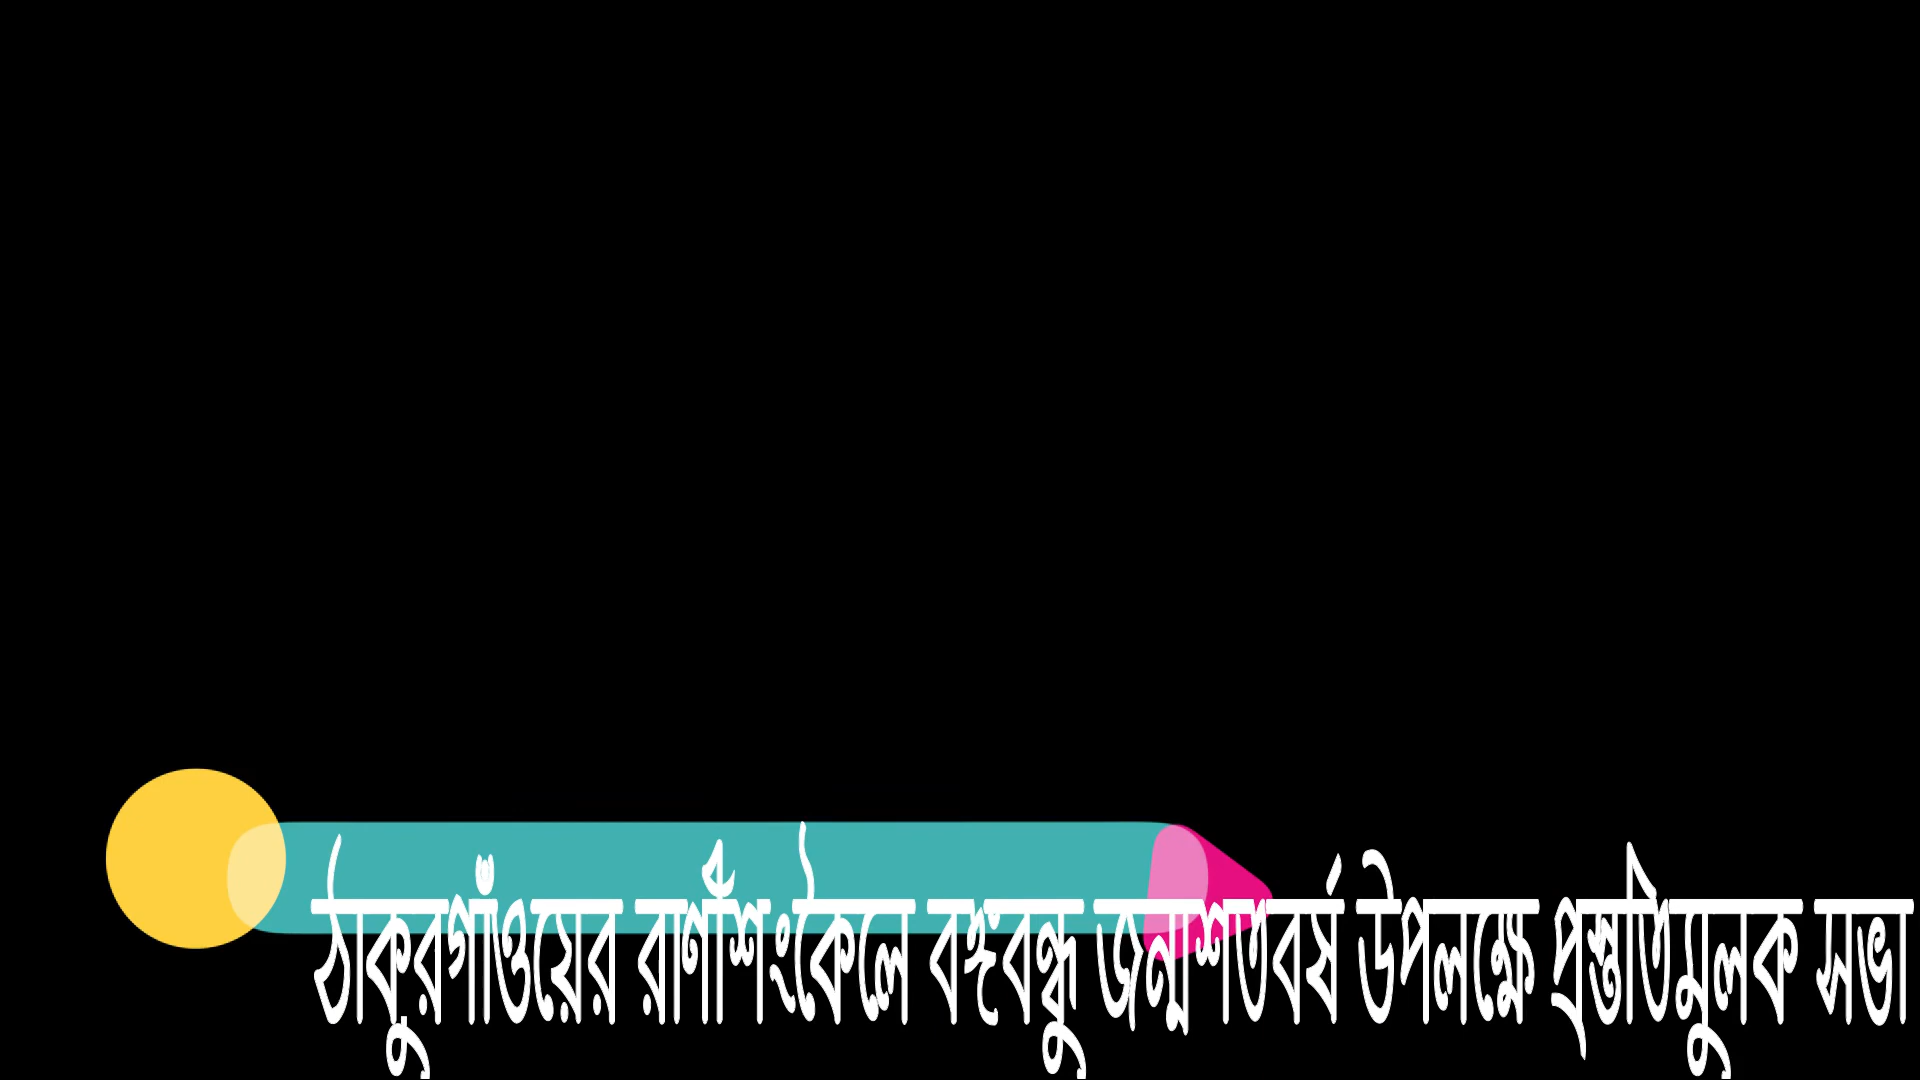 ঠাকুরগাঁওয়ের রাণীশংকৈলে বঙ্গবন্ধু জন্মশতবর্ষ উপলক্ষে প্রস্তুতিমুলক সভা